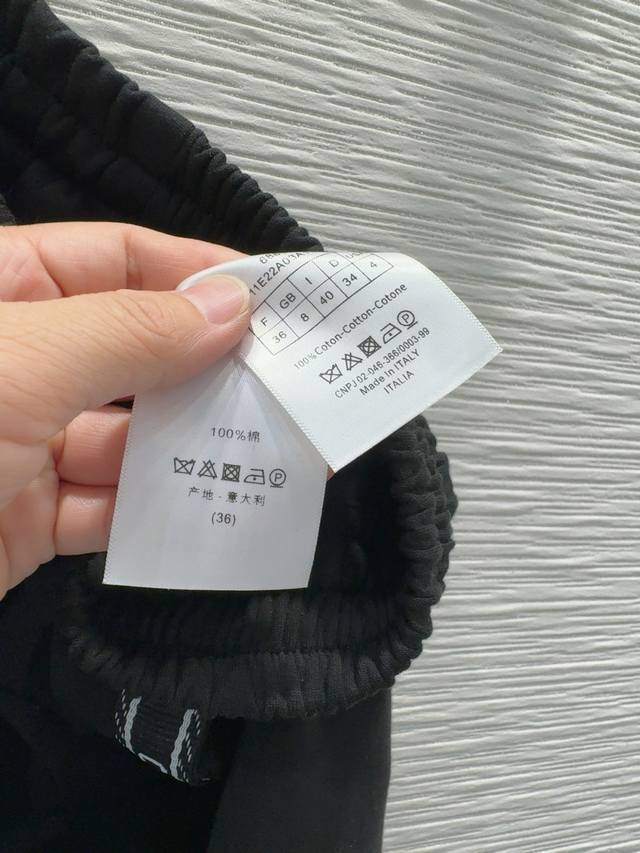 11E22A03A
F GB I D
36 8 40 34 4
100% Coton-Cotton-Cotone
CNPJ.02-046-366/0003-99
Made in ITALY
ITALIA
100%棉
产地 - 意大利
(36)